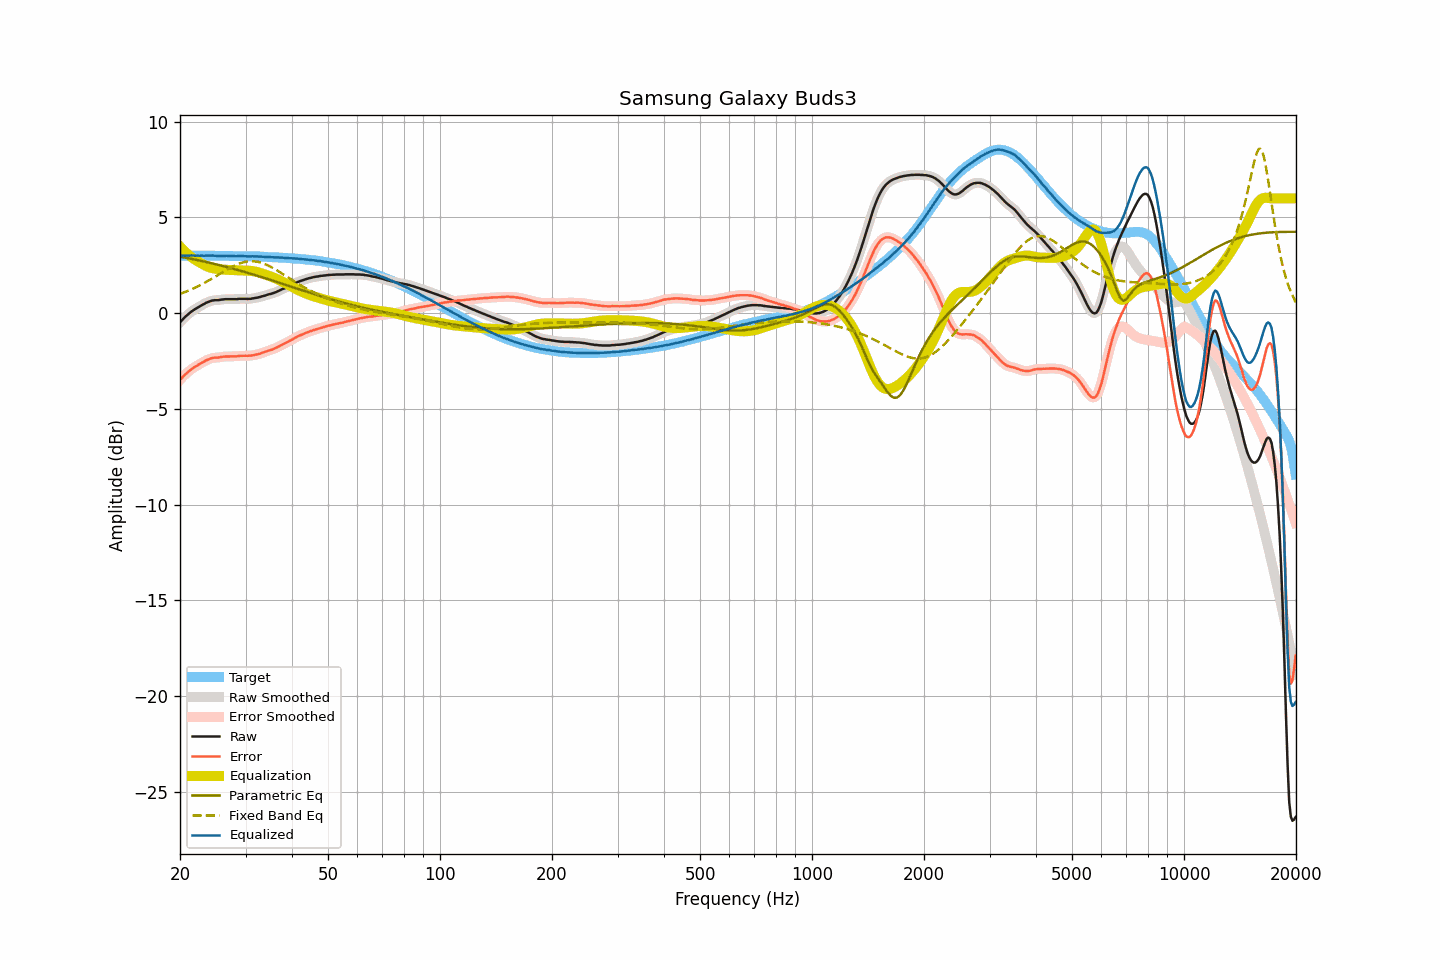 Samsung Galaxy Buds3
10
5
0
−5
−10
−15
−20
−25
Amplitude (dBr)
Target
Raw Smoothed
Error Smoothed
Raw
Error
Equalization
Parametric Eq
Fixed Band Eq
Equalized
20 50 100 200 500 1000 2000 5000 10000 20000
Frequency (Hz)